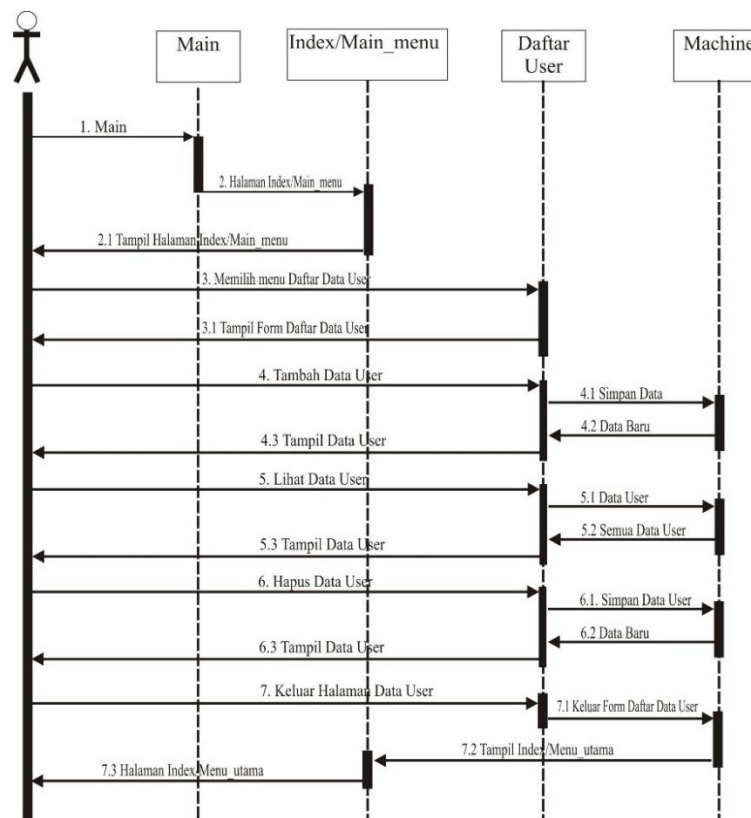 Main
Index/Main_menu
Daftar
User
Machine
1. Main
2. Halaman Index/Main_menu
2.1 Tampil Halaman Index/Main_menu
3. Memilih menu Daftar Data User
3.1 Tampil Form Daftar Data User
4. Tambah Data User
4.1 Simpan Data
4.2 Data Baru
4.3 Tampil Data User
5. Lihat Data User
5.1 Data User
5.2 Semua Data User
5.3 Tampil Data User
6. Hapus Data User
6.1. Simpan Data User
6.2 Data Baru
6.3 Tampil Data User
7. Keluar Halaman Data User
7.1 Keluar Form Daftar Data User
7.2 Tampil Index/Menu_utama
7.3 Halaman Index/Menu_utama